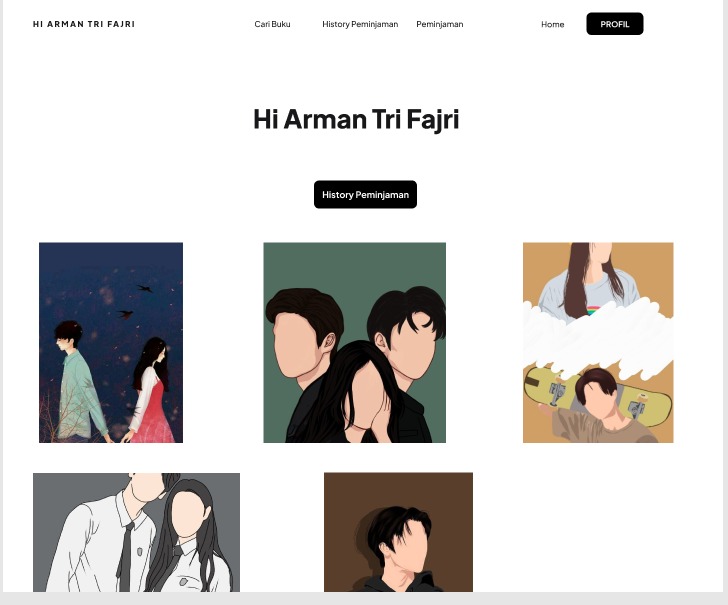 HI ARMAN TRI FAJRI
Cari Buku
History Peminjaman
Peminjaman
Home
PROFIL
Hi Arman Tri Fajri
History Peminjaman